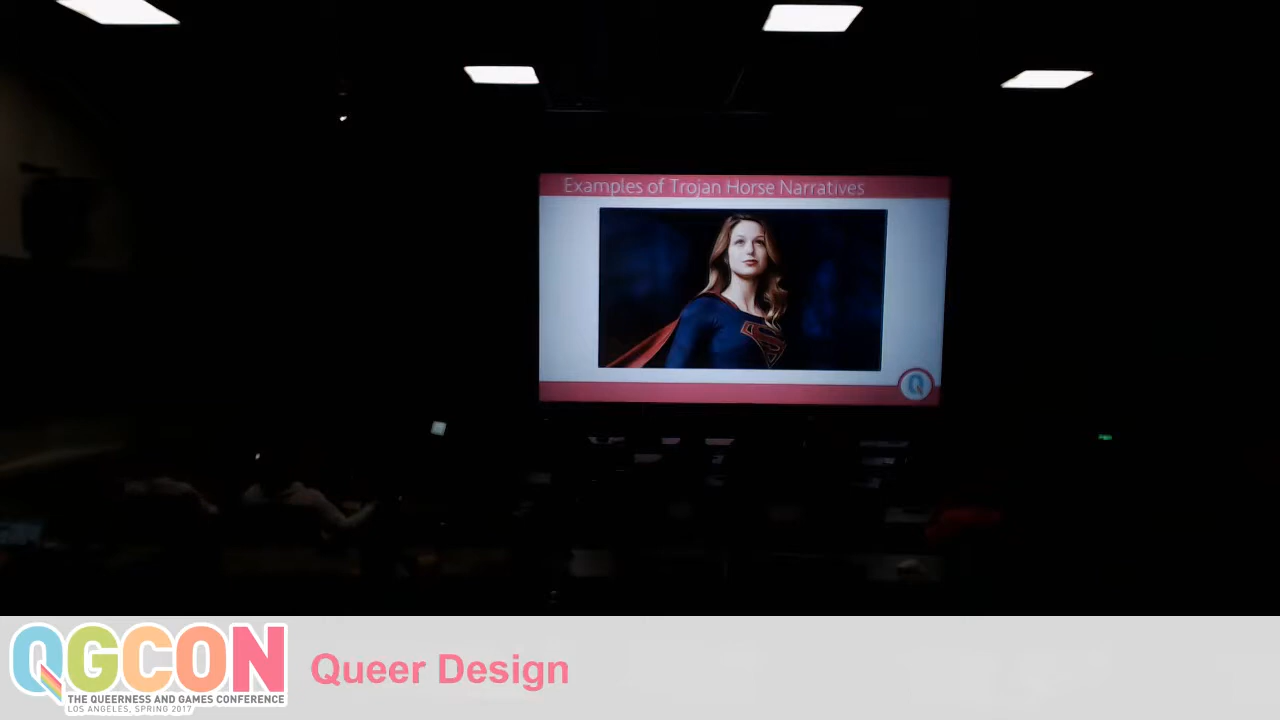 Examples of Trojan Horse Narratives
Q
QGCON
THE QUEERNESS AND GAMES CONFERENCE
LOS ANGELES, SPRING 2017
Queer Design